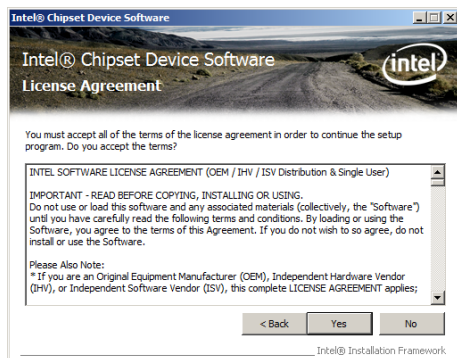 Intel® Chipset Device Software
Intel® Chipset Device Software
intel
License Agreement
You must accept all of the terms of the license agreement in order to continue the setup
program. Do you accept the terms?
INTEL SOFTWARE LICENSE AGREEMENT (OEM / IHV / ISV Distribution & Single User)
IMPORTANT - READ BEFORE COPYING, INSTALLING OR USING.
Do not use or load this software and any associated materials (collectively, the "Software")
until you have carefully read the following terms and conditions. By loading or using the
Software, you agree to the terms of this Agreement. If you do not wish to so agree, do not
install or use the Software.
Please Also Note:
* If you are an Original Equipment Manufacturer (OEM), Independent Hardware Vendor
(IHV), or Independent Software Vendor (ISV), this complete LICENSE AGREEMENT applies;
< Back Yes No
Intel® Installation Framework